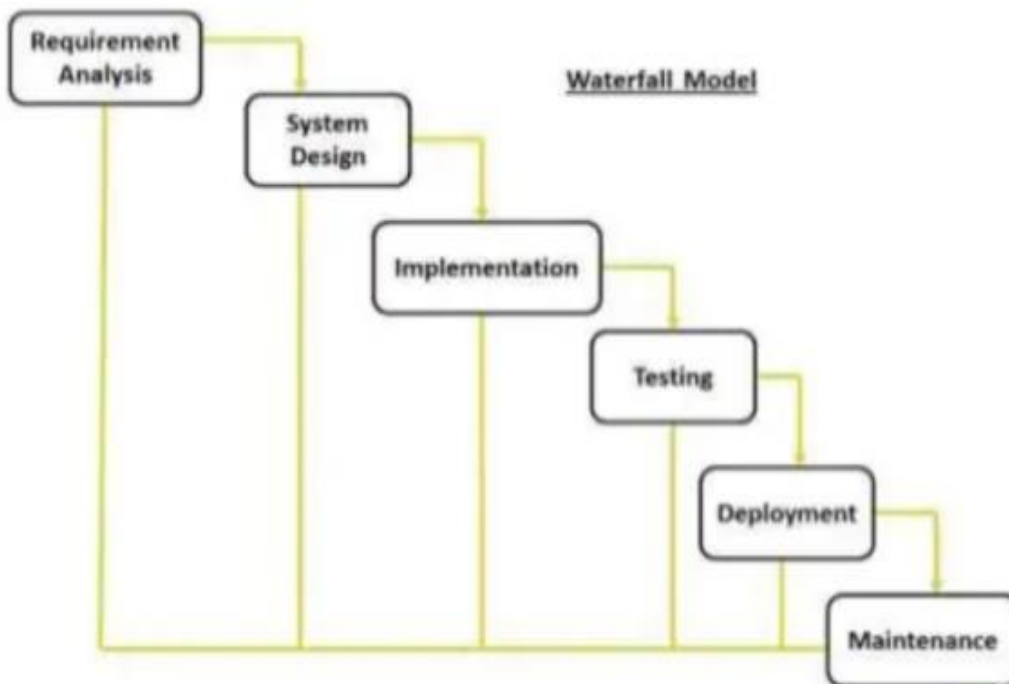 Requirement
Analysis
Waterfall Model
System
Design
Implementation
Testing
Deployment
Maintenance